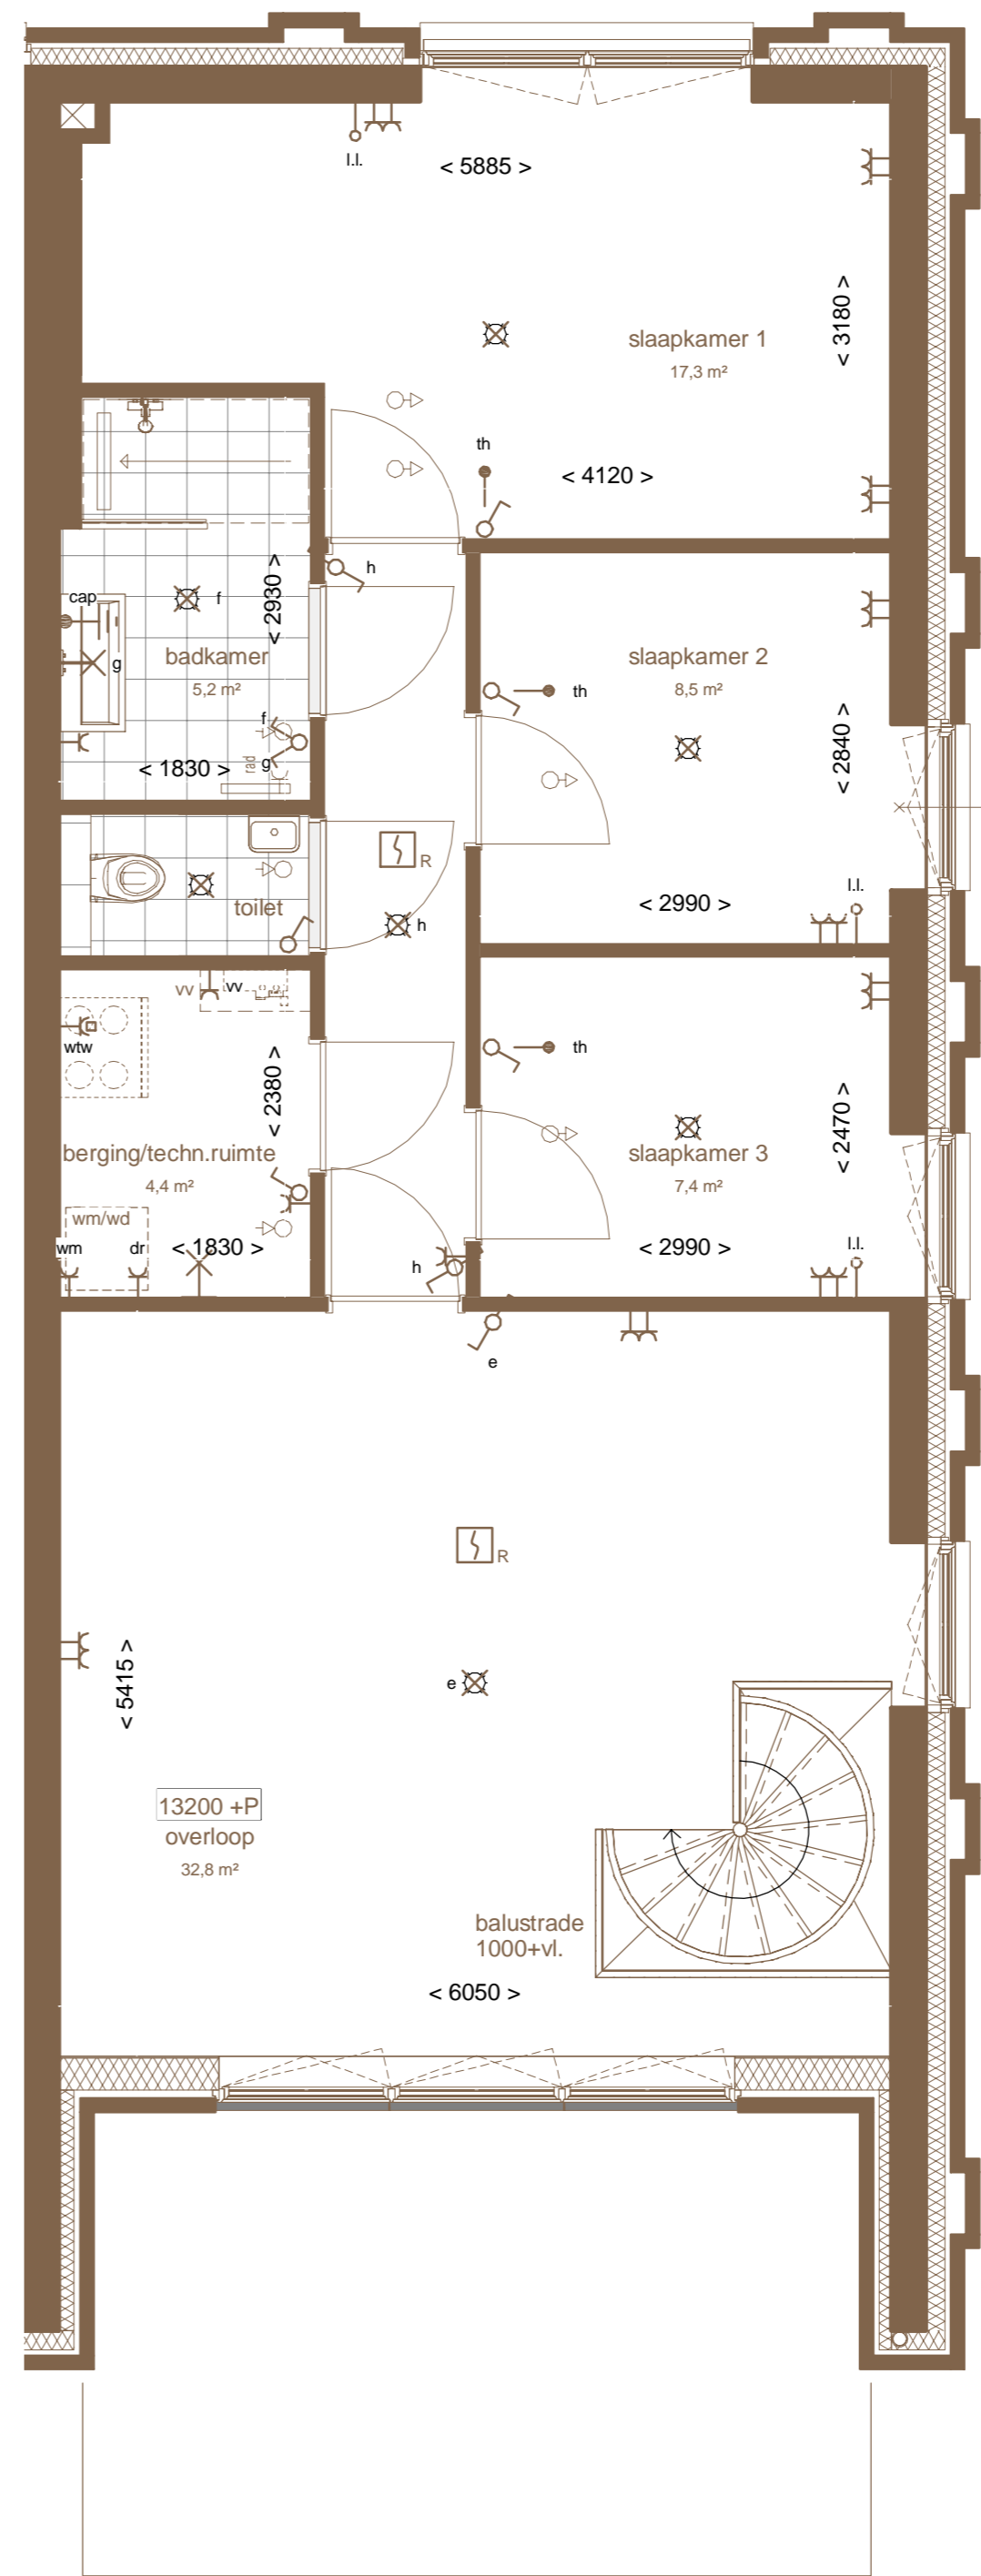 l.l.
< 5885 >
< 3180 >
slaapkamer 1
17,3 m²
th
< 4120 >
h
< 2930 >
cap
f
badkamer
5,2 m²
g
f
g
rad
< 1830 >
slaapkamer 2
8,5 m²
th
< 2840 >
< 2990 >
l.l.
R
h
toilet
vv
vv
wtw
< 2380 >
berging/techn.ruimte
4,4 m²
wm/wd
wm
dr
< 1830 >
th
< 2470 >
slaapkamer 3
7,4 m²
< 2990 >
l.l.
h
e
R
< 5415 >
e
13200 +P
overloop
32,8 m²
balustrade
1000+vl.
< 6050 >